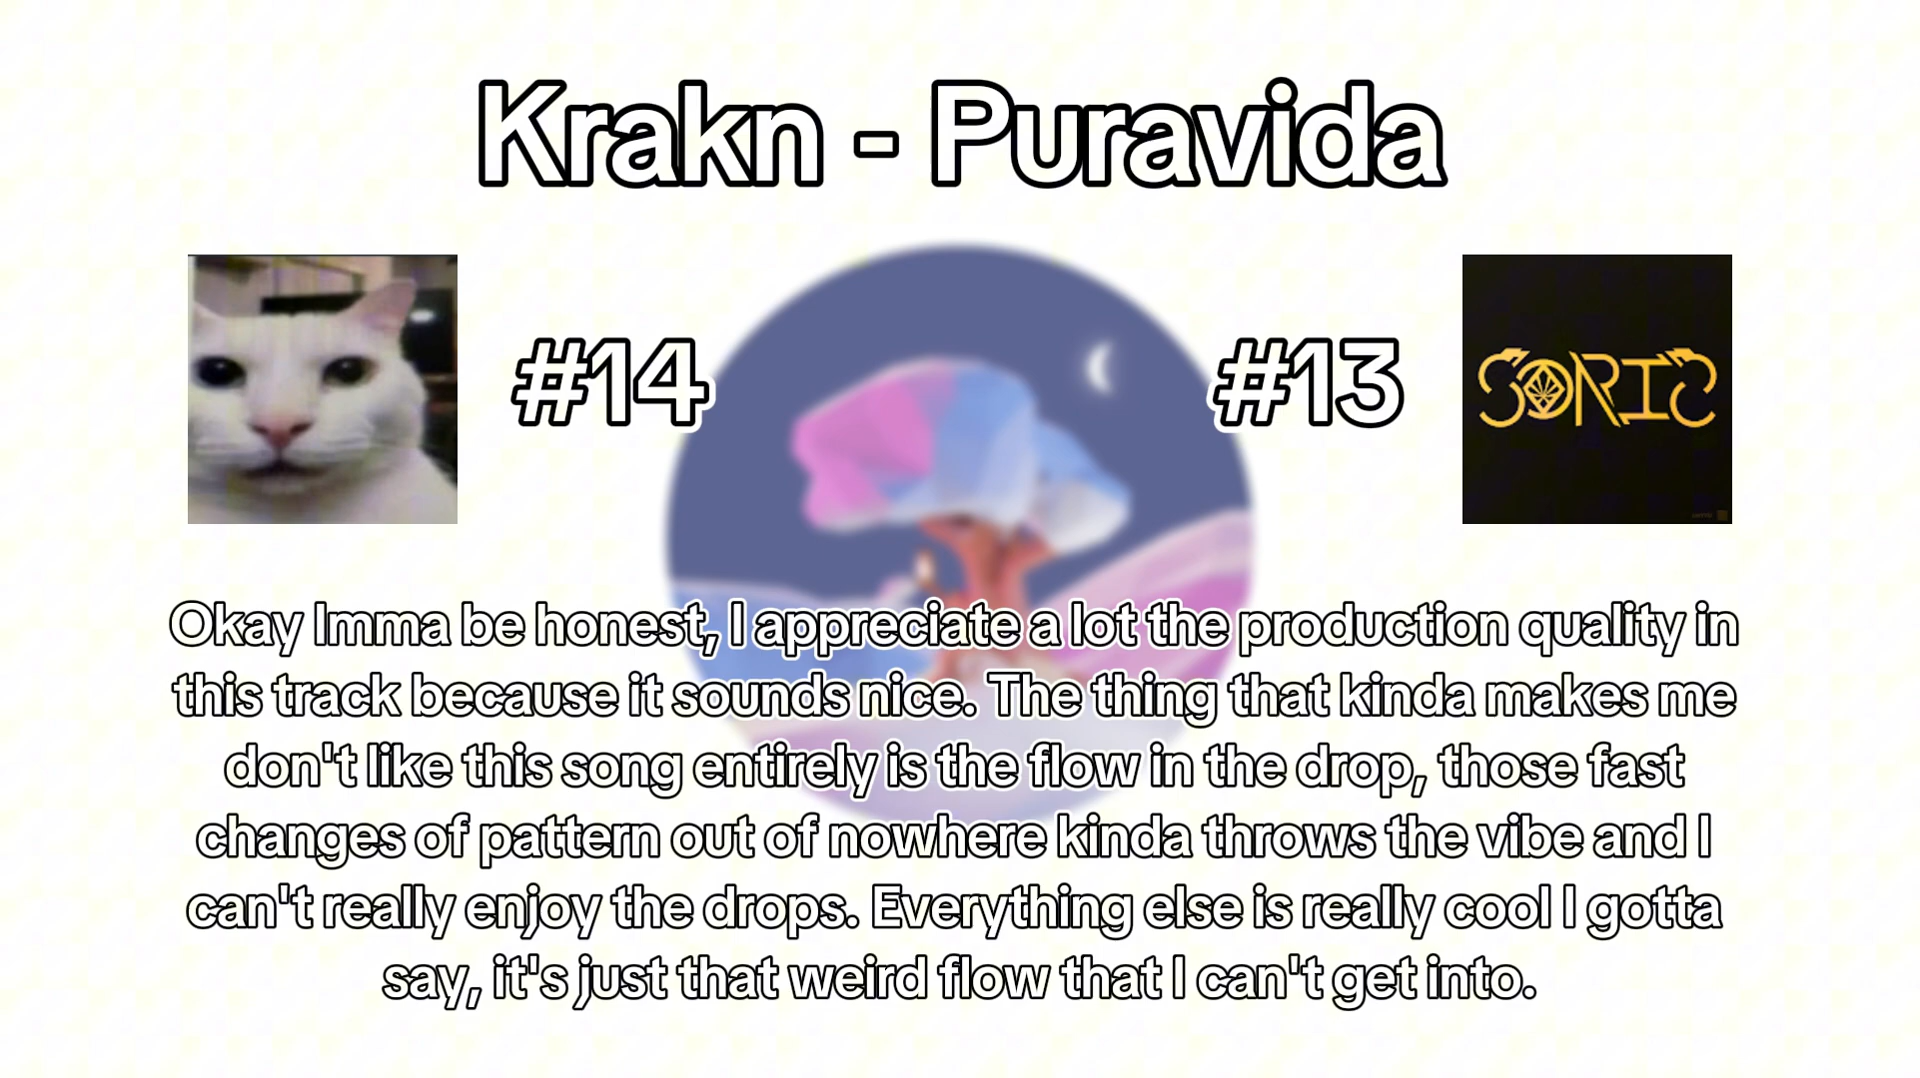 Krakn - Puravida
#14
#13
SORIS
Okay Imma be honest, I appreciate a lot the production quality in
this track because it sounds nice. The thing that kinda makes me
don't like this song entirely is the flow in the drop, those fast
changes of pattern out of nowhere kinda throws the vibe and I
can't really enjoy the drops. Everything else is really cool I gotta
say, it's just that weird flow that I can't get into.